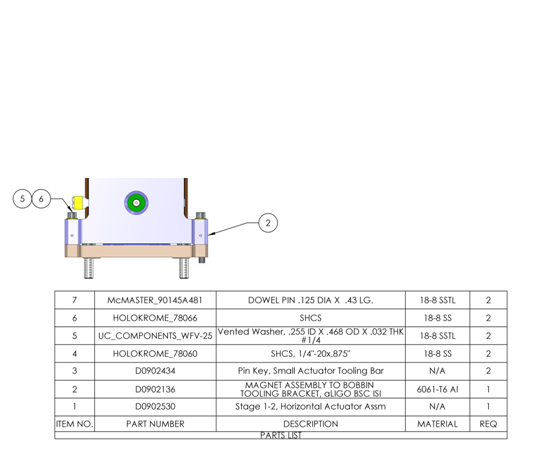 5 6
2
7 McMASTER_90145A481 DOWEL PIN .125 DIA X .43 LG. 18-8 SSTL 2
6 HOLOKROME_78066 SHCS 18-8 SS 2
5 UC_COMPONENTS_WFV-25 Vented Washer, .255 ID X .468 OD X .032 THK #1/4 18-8 SSTL 2
4 HOLOKROME_78060 SHCS, 1/4"-20x.875" 18-8 SS 2
3 D0902434 Pin Key, Small Actuator Tooling Bar N/A 2
2 D0902136 MAGNET ASSEMBLY TO BOBBIN TOOLING BRACKET, aLIGO BSC ISI 6061-T6 Al 1
1 D0902530 Stage 1-2, Horizontal Actuator Assm N/A 1
ITEM NO. PART NUMBER DESCRIPTION MATERIAL REQ
PARTS LIST